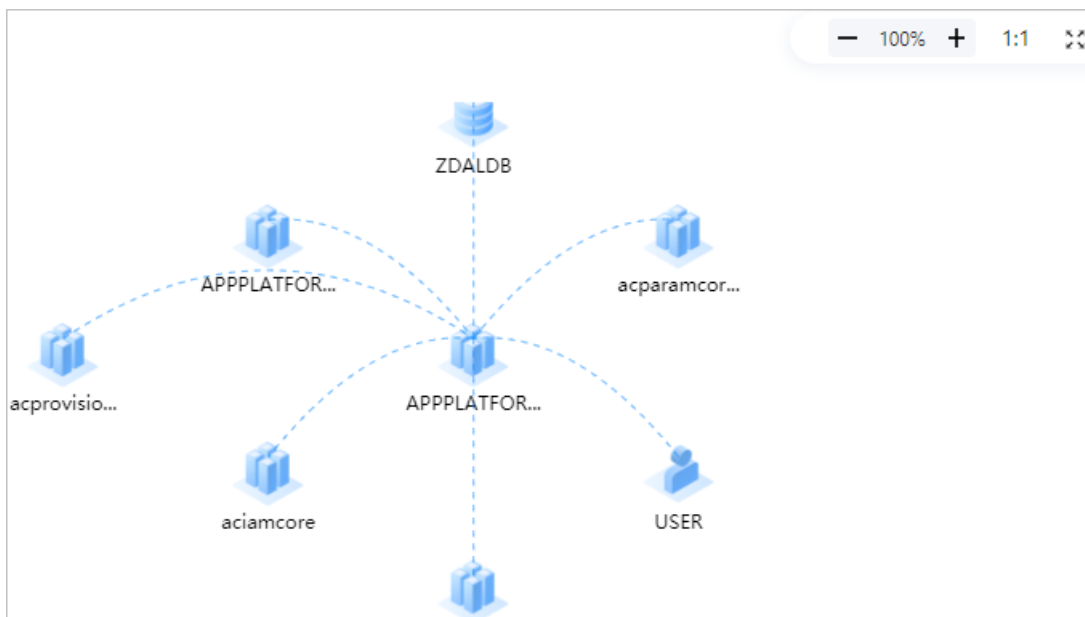 100%
1:1
ZDALDB
APPPLATFOR...
acparamcor...
acprovisio...
APPPLATFOR...
aciamcore
USER